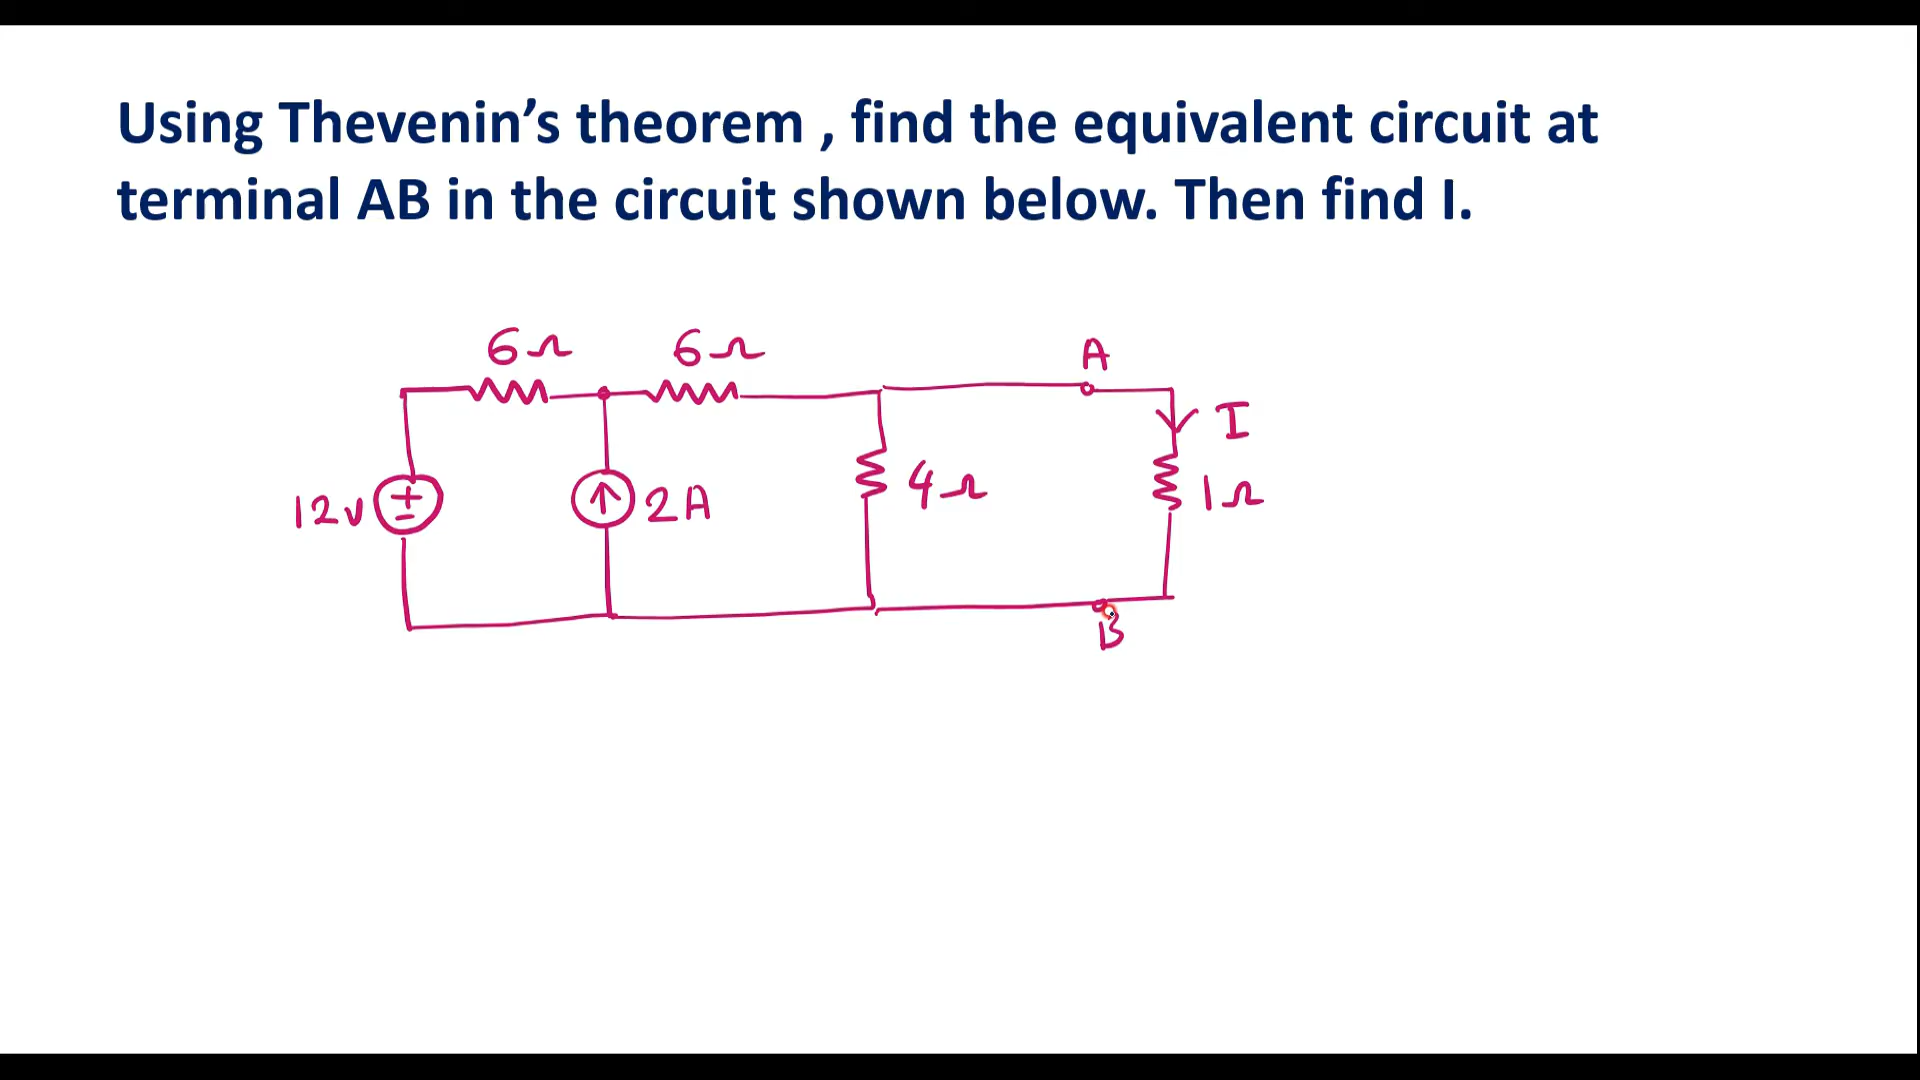 Using Thevenin’s theorem , find the equivalent circuit at
terminal AB in the circuit shown below. Then find I.
6Ω 6Ω A
I
12V + - 2A 4Ω 1Ω
B